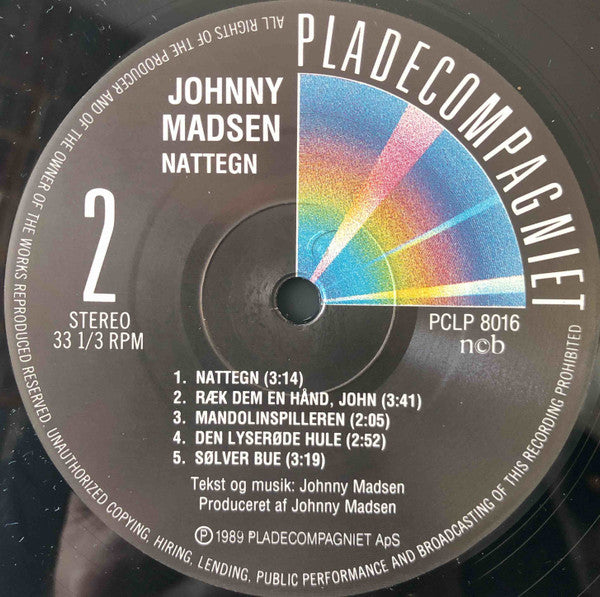 PLADECOMPAGNIET
JOHNNY
MADSEN
NATTEGN
2
STEREO
33 1/3 RPM
PCLP 8016
n©b
1. NATTEGN (3:14)
2. RÆK DEM EN HÅND, JOHN (3:41)
3. MANDOLINSPILLEREN (2:05)
4. DEN LYSERØDE HULE (2:52)
5. SØLVER BUE (3:19)
Tekst og musik: Johnny Madsen
Produceret af Johnny Madsen
Ⓟ 1989 PLADECOMPAGNIET ApS
ALL RIGHTS OF THE PRODUCER AND OF THE OWNER OF THE WORKS REPRODUCED RESERVED. UNAUTHORIZED COPYING, HIRING, LENDING, PUBLIC PERFORMANCE AND BROADCASTING OF THIS RECORDING PROHIBITED